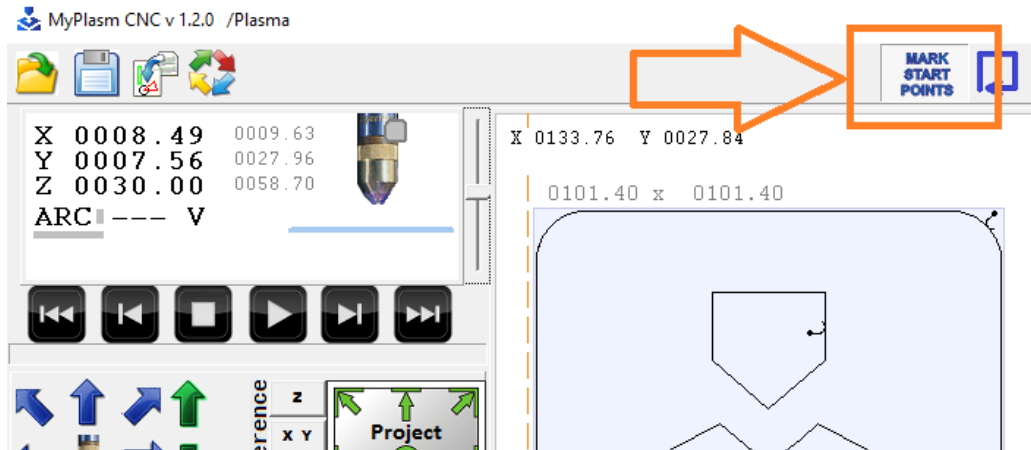 MyPlasm CNC v 1.2.0 /Plasma
MARK
START
POINTS
X 0008.49 0009.63
Y 0007.56 0027.96
Z 0030.00 0058.70
ARC --- V
X 0133.76 Y 0027.84
0101.40 x 0101.40
Z
X Y
Project